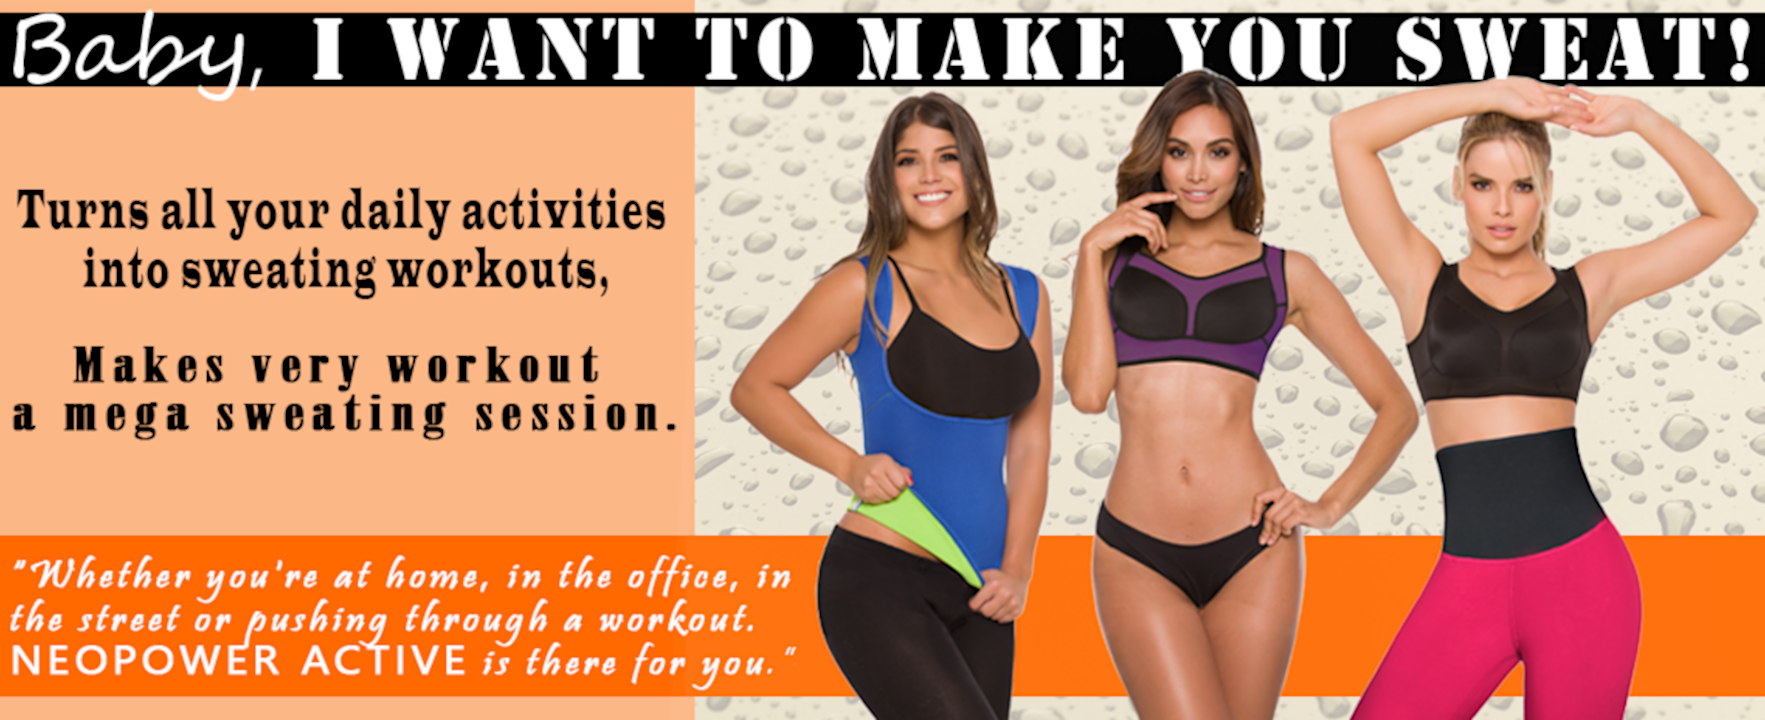 Baby, I WANT TO MAKE YOU SWEAT!
Turns all your daily activities
into sweating workouts,
Makes very workout
a mega sweating session.
"Whether you're at home, in the office, in
the street or pushing through a workout.
NEOPOWER ACTIVE is there for you."